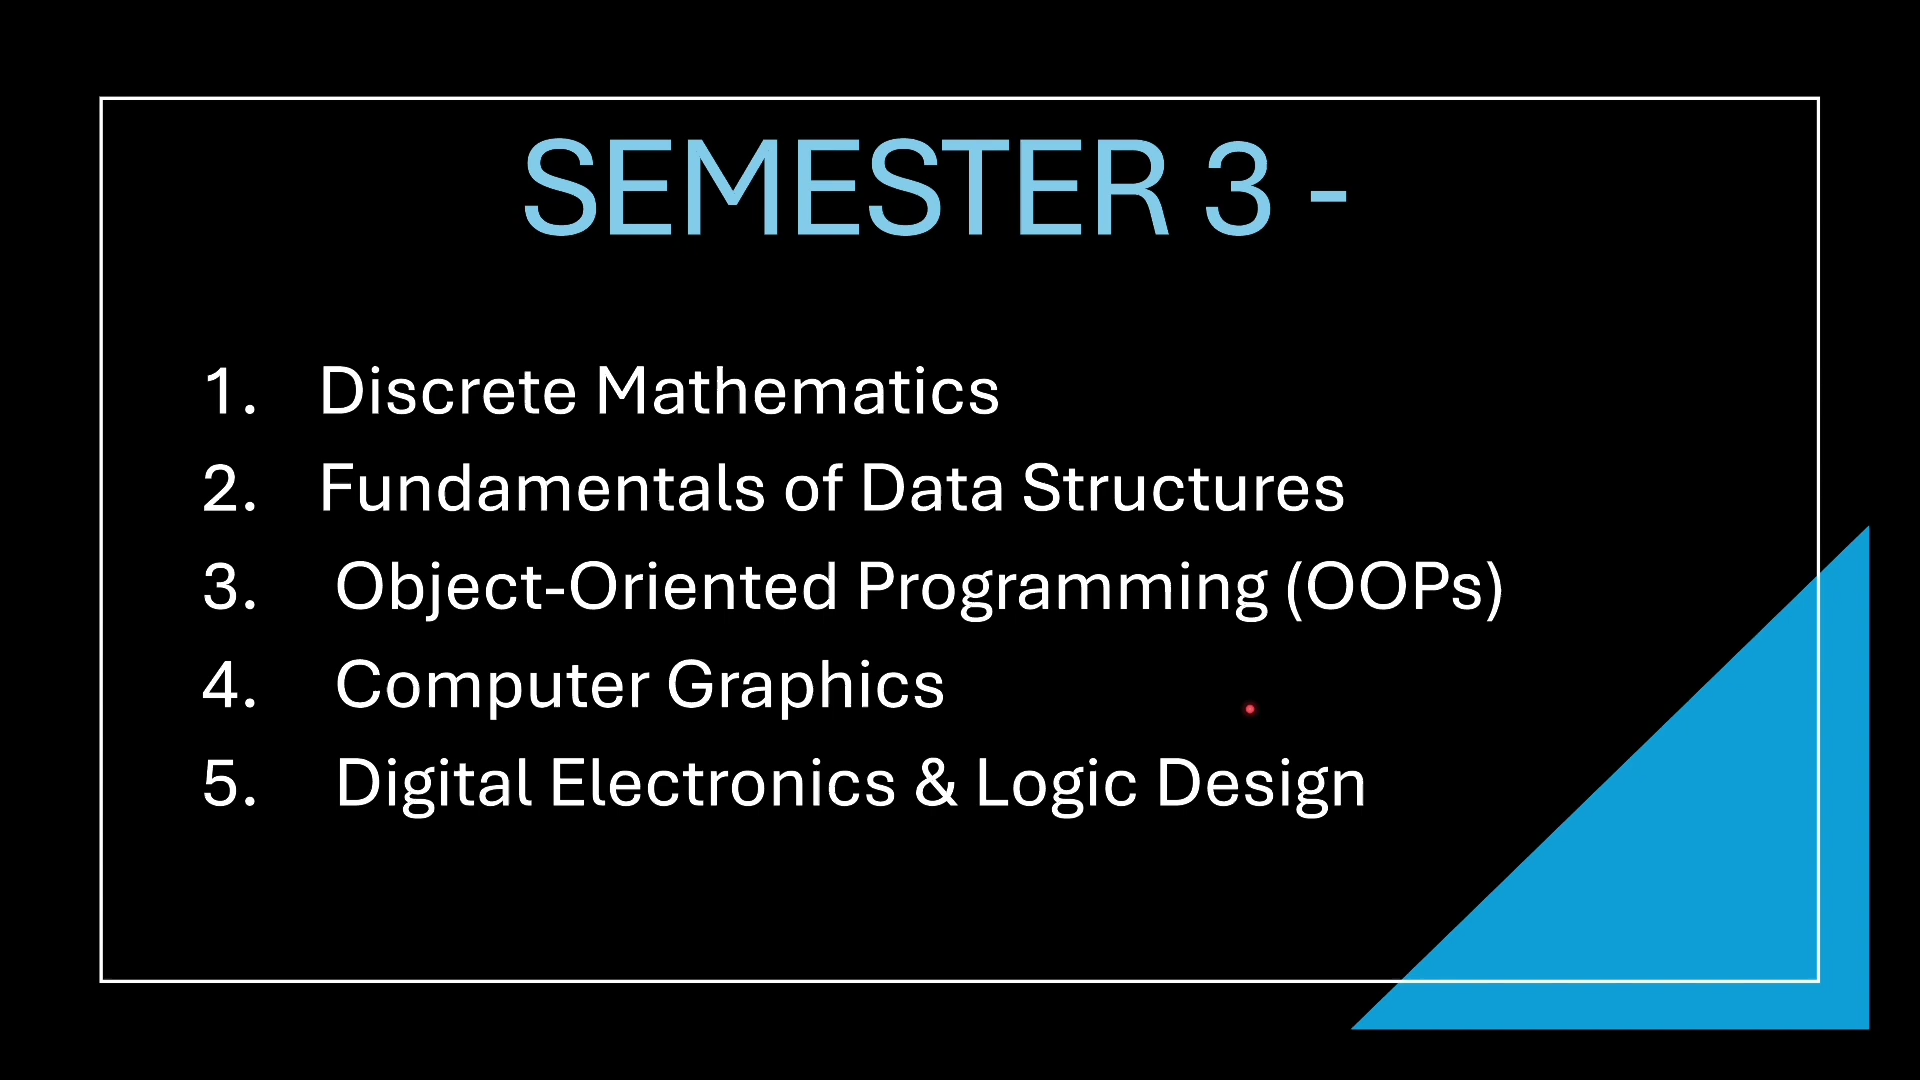 SEMESTER 3 -
1. Discrete Mathematics
2. Fundamentals of Data Structures
3. Object-Oriented Programming (OOPs)
4. Computer Graphics
5. Digital Electronics & Logic Design